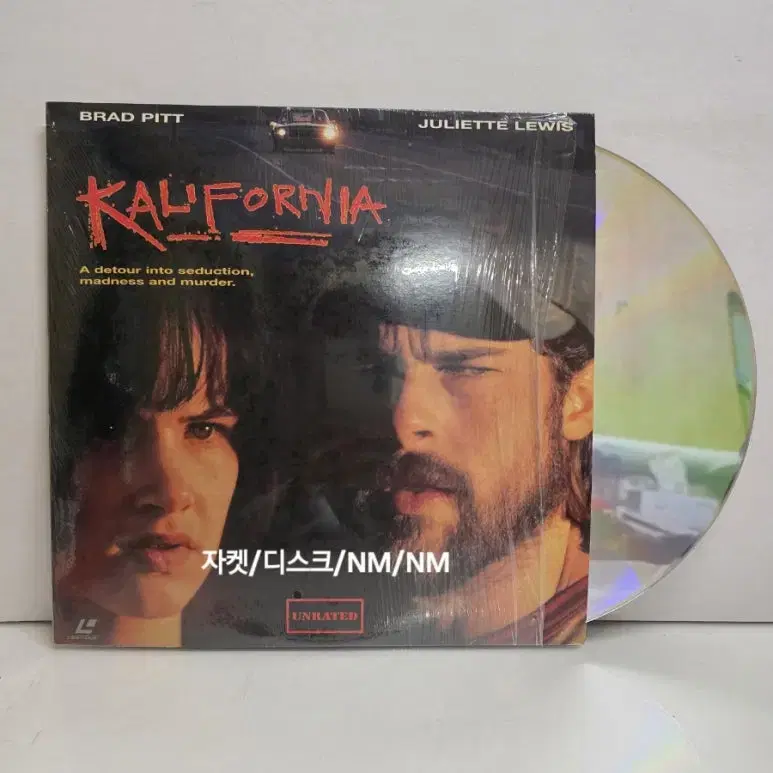 BRAD PITT
JULIETTE LEWIS
KALIFORNIA
A detour into seduction,
madness and murder.
자켓/디스크/NM/NM
UNRATED